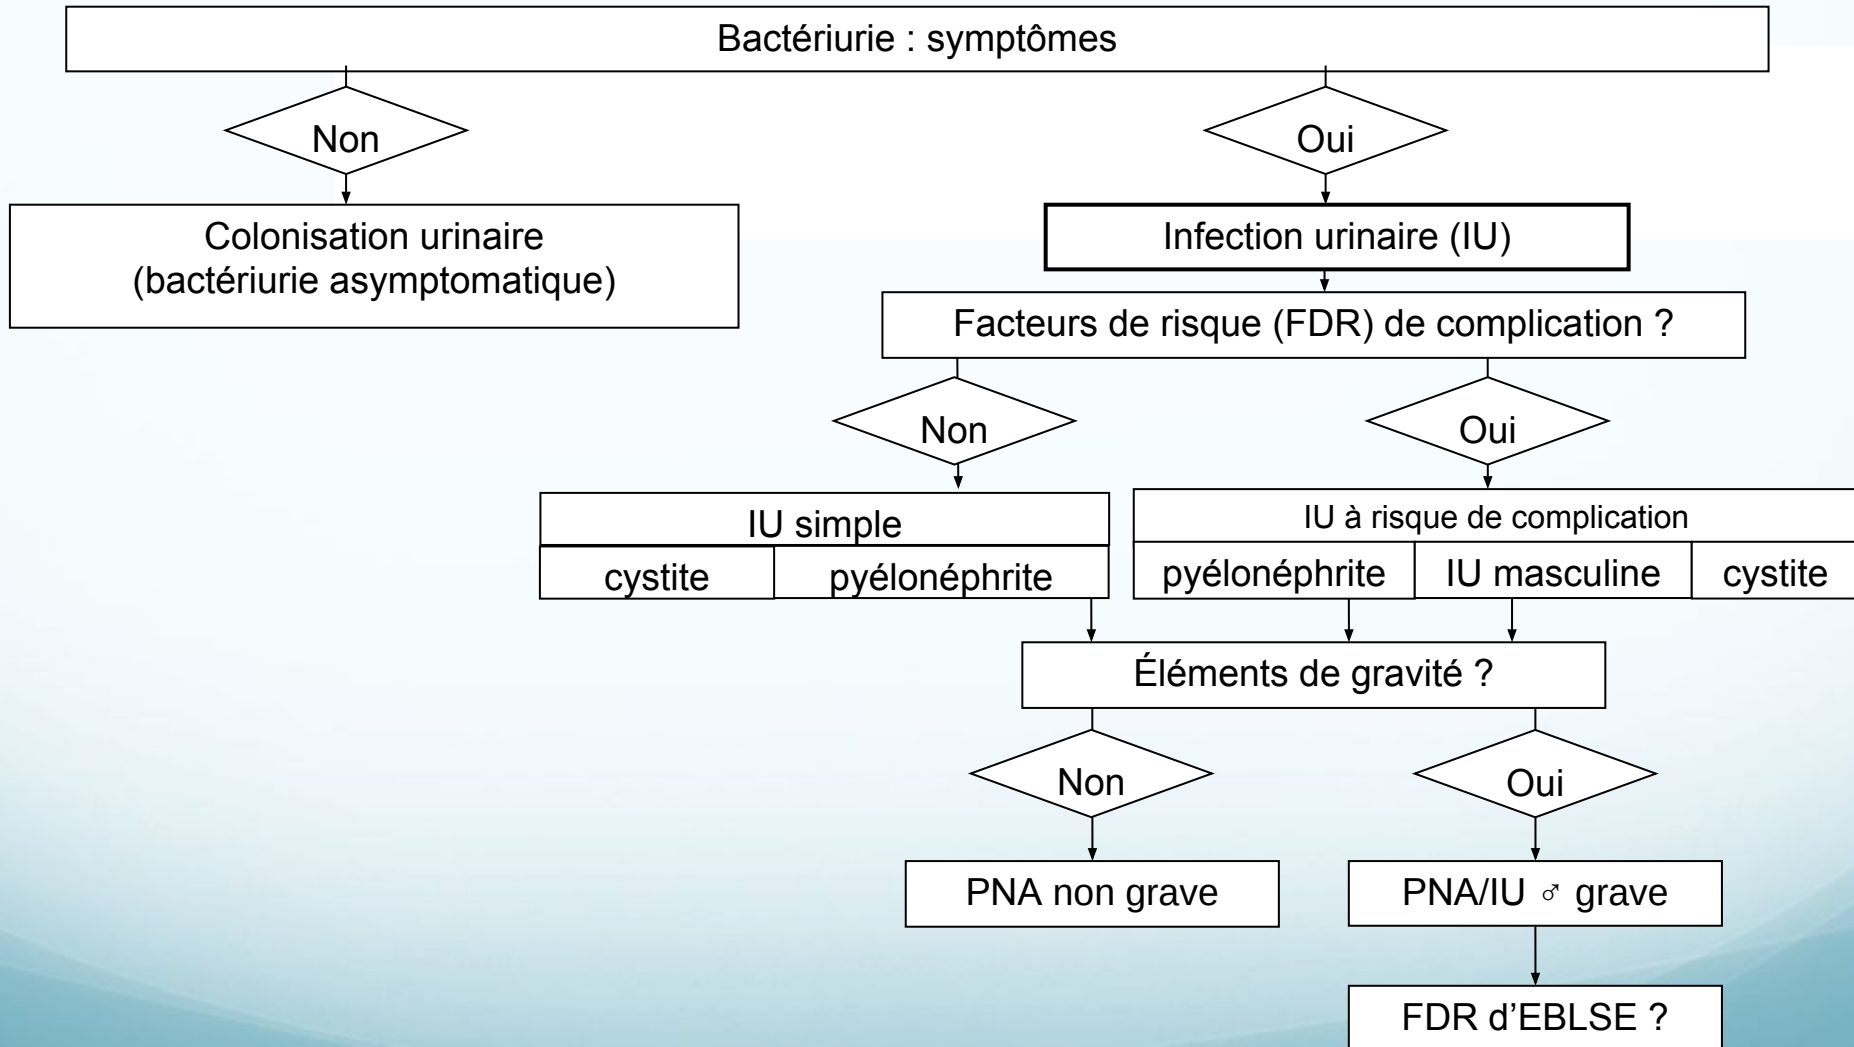 Bactériurie : symptômes
Non
Oui
Colonisation urinaire
(bactériurie asymptomatique)
Infection urinaire (IU)
Facteurs de risque (FDR) de complication ?
Non
Oui
IU simple
cystite
pyélonéphrite
IU à risque de complication
pyélonéphrite
IU masculine
cystite
Éléments de gravité ?
Non
Oui
PNA non grave
PNA/IU ♂ grave
FDR d’EBLSE ?